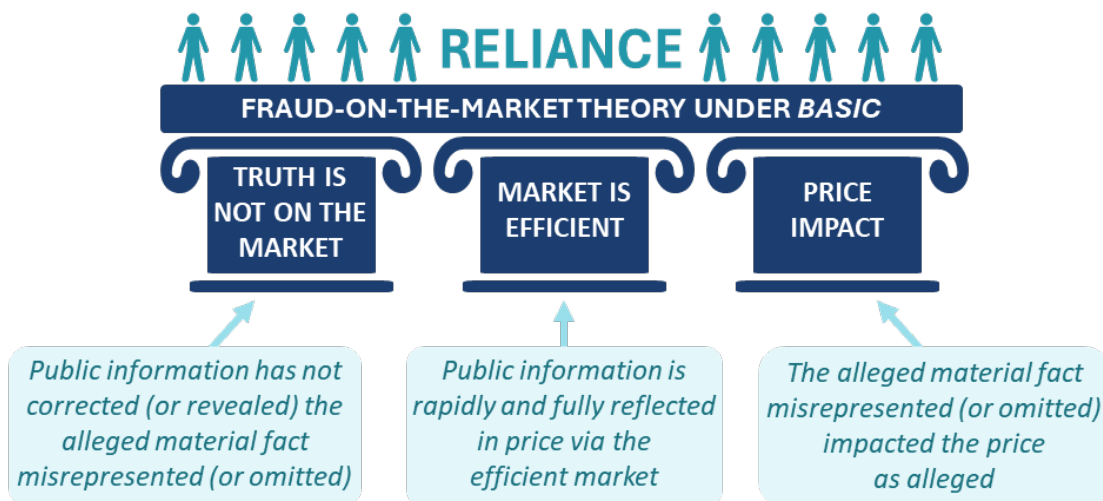 RELIANCE
FRAUD-ON-THE-MARKET THEORY UNDER BASIC
TRUTH IS
NOT ON THE
MARKET
MARKET IS
EFFICIENT
PRICE
IMPACT
Public information has not
corrected (or revealed) the
alleged material fact
misrepresented (or omitted)
Public information is
rapidly and fully reflected
in price via the
efficient market
The alleged material fact
misrepresented (or omitted)
impacted the price
as alleged